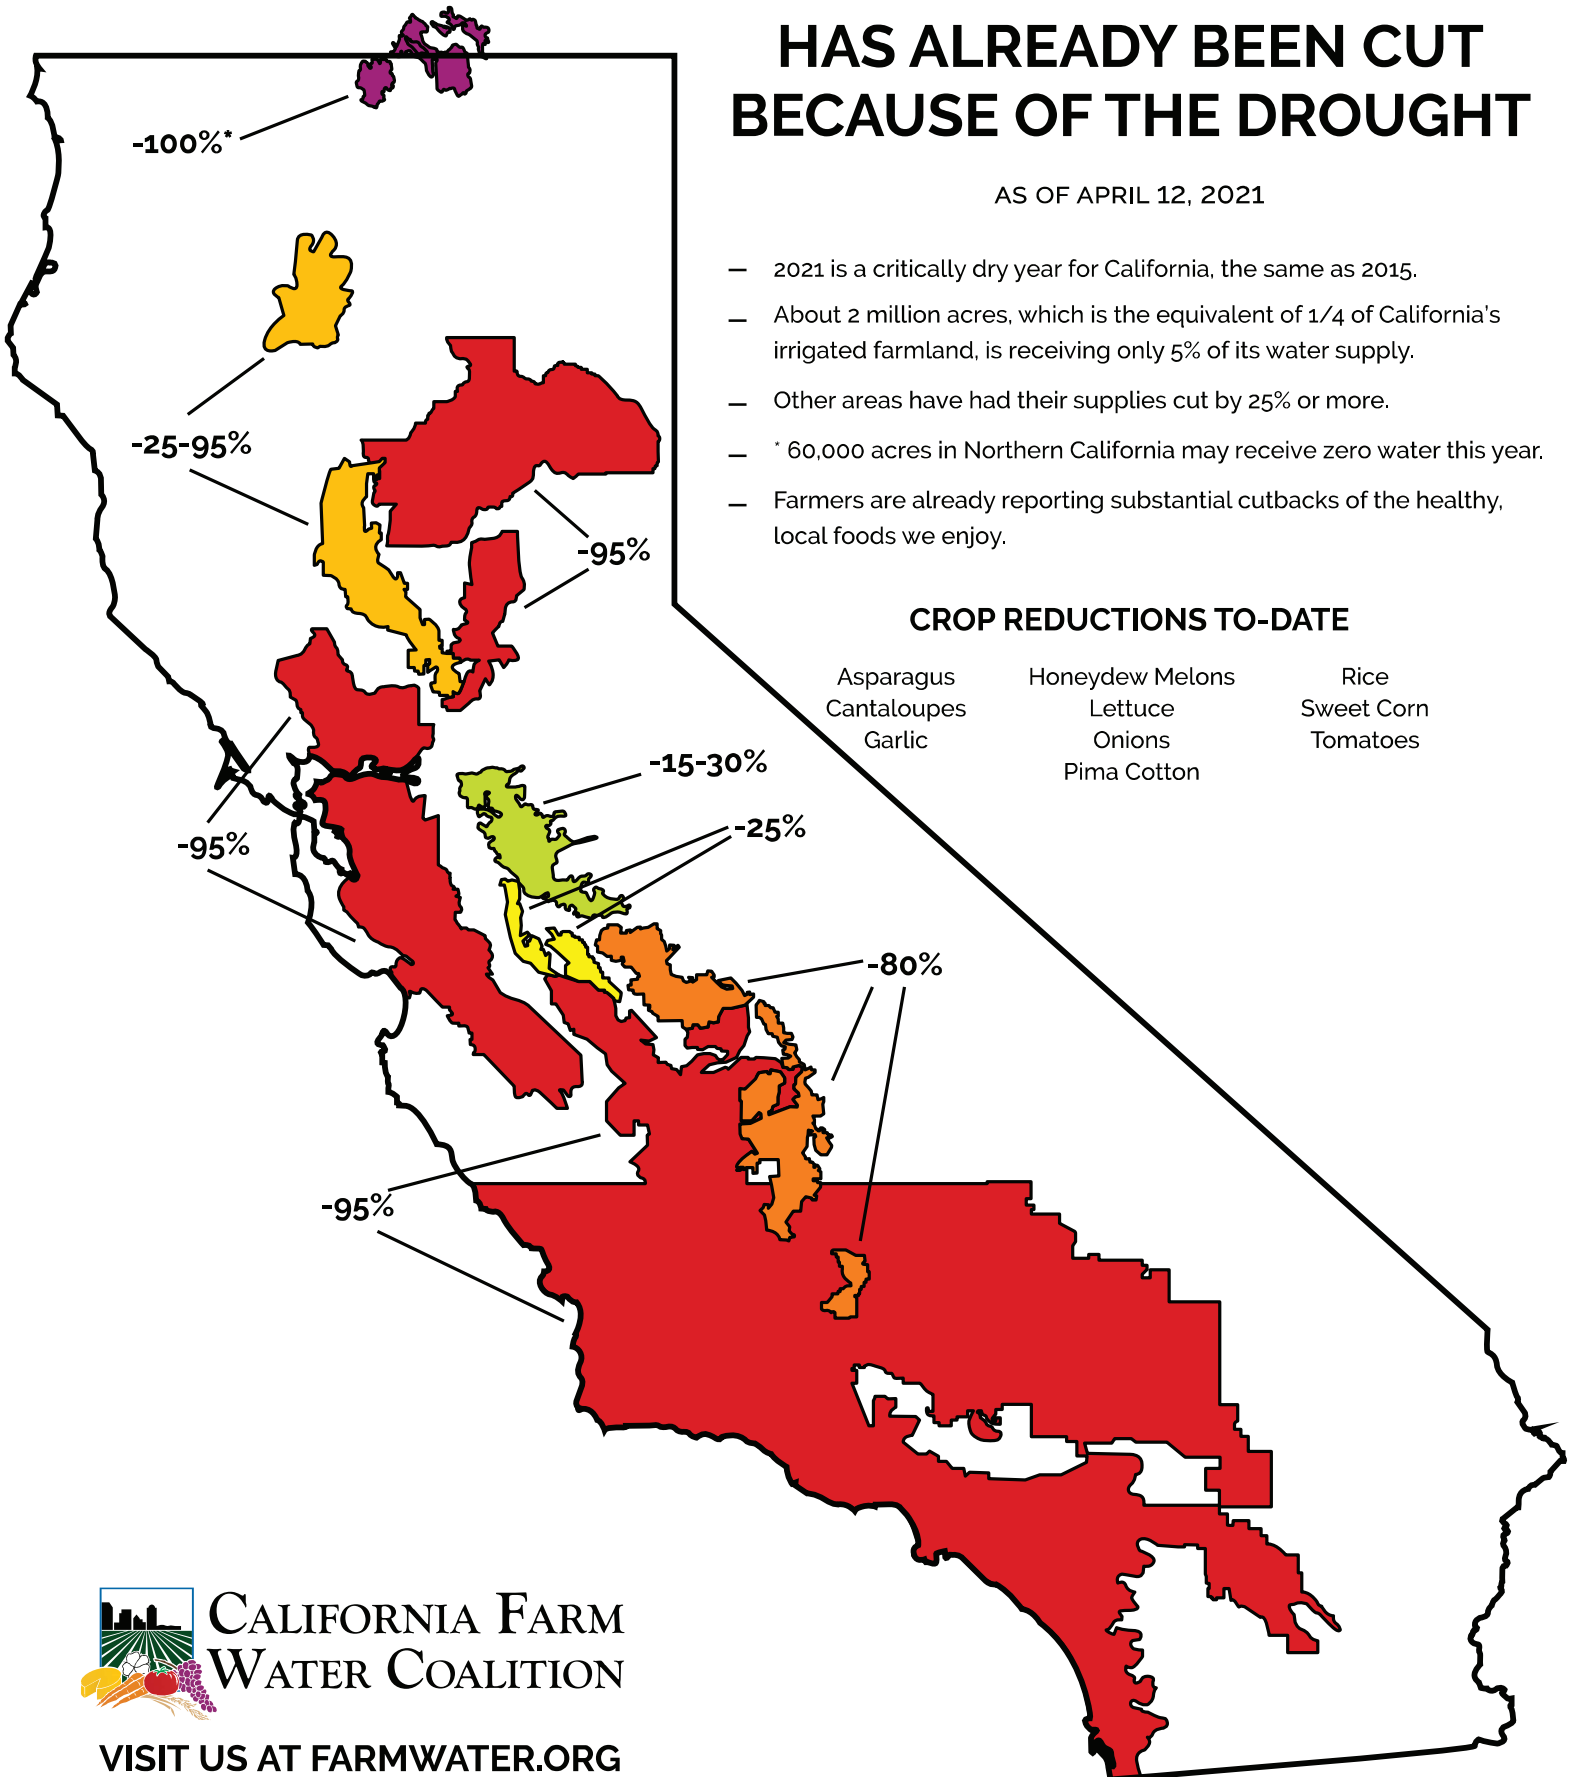 HAS ALREADY BEEN CUT
BECAUSE OF THE DROUGHT
AS OF APRIL 12, 2021
– 2021 is a critically dry year for California, the same as 2015.
– About 2 million acres, which is the equivalent of 1/4 of California's
irrigated farmland, is receiving only 5% of its water supply.
– Other areas have had their supplies cut by 25% or more.
– * 60,000 acres in Northern California may receive zero water this year.
– Farmers are already reporting substantial cutbacks of the healthy,
local foods we enjoy.
CROP REDUCTIONS TO-DATE
Asparagus
Cantaloupes
Garlic
Honeydew Melons
Lettuce
Onions
Pima Cotton
Rice
Sweet Corn
Tomatoes
-100%*
-25-95%
-95%
-15-30%
-25%
-95%
-80%
-95%
CALIFORNIA FARM
WATER COALITION
VISIT US AT FARMWATER.ORG